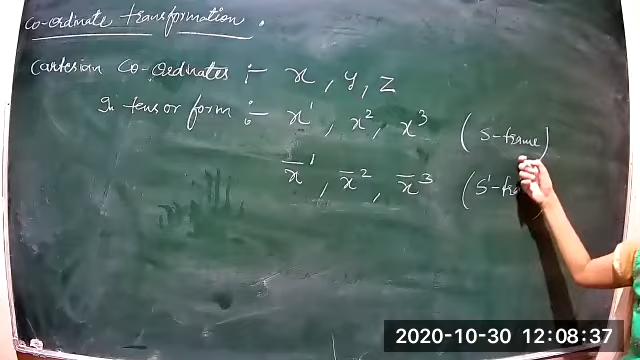 Co-ordinate transformation.
Cartesian Co-ordinates :- x, y, z
In tensor form :- x¹, x², x³ (S-frame)
x̅¹, x̅², x̅³ (S'-
2020-10-30 12:08:37